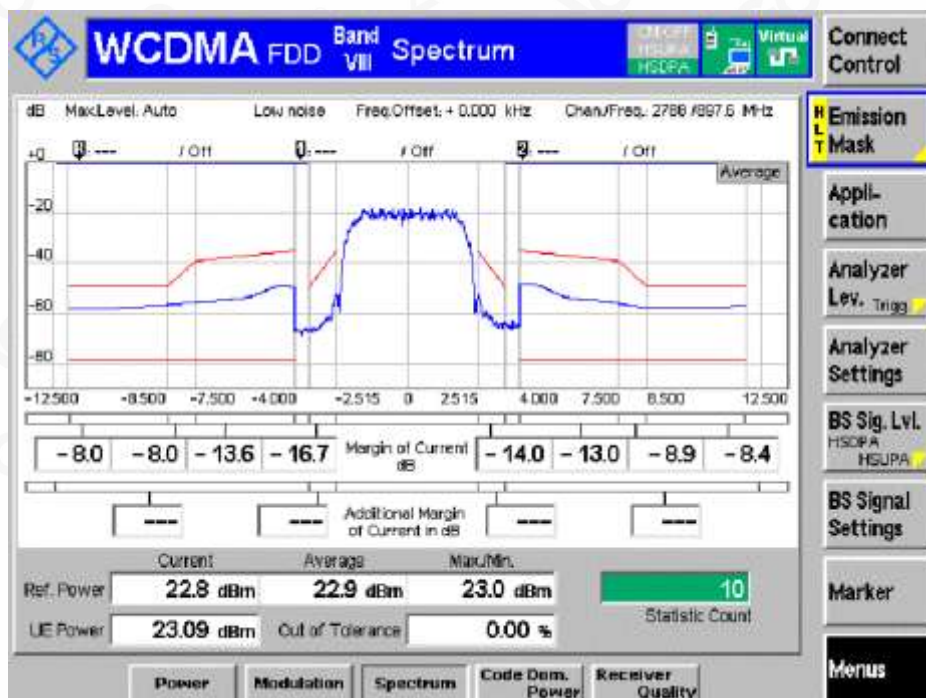 WCDMA FDD Band VIII Spectrum
HSUPA
HSDPA
Virtual
Connect Control
dB Max.Level: Auto Low noise Freq.Offset: + 0.000 kHz Chan./Freq.: 2788 /897.6 MHz
HLT Emission Mask
+0 --- / Off 1: --- / Off 2: --- / Off
Average
-20
-40
-60
-80
-12.500 -8.500 -7.500 -4.000 -2.515 0 2.515 4.000 7.500 8.500 12.500
Appli-
cation
Analyzer
Lev. Trigg
Analyzer
Settings
BS Sig. Lvl.
HSDPA
HSUPA
BS Signal
Settings
Marker
Menus
-8.0 -8.0 -13.6 -16.7 Margin of Current dB -14.0 -13.0 -8.9 -8.4
--- --- Additional Margin of Current in dB --- ---
Current Average Max./Min.
Ref. Power 22.8 dBm 22.9 dBm 23.0 dBm 10
Statistic Count
UE Power 23.09 dBm Out of Tolerance 0.00 %
Power Modulation Spectrum Code Dom. Power Receiver Quality